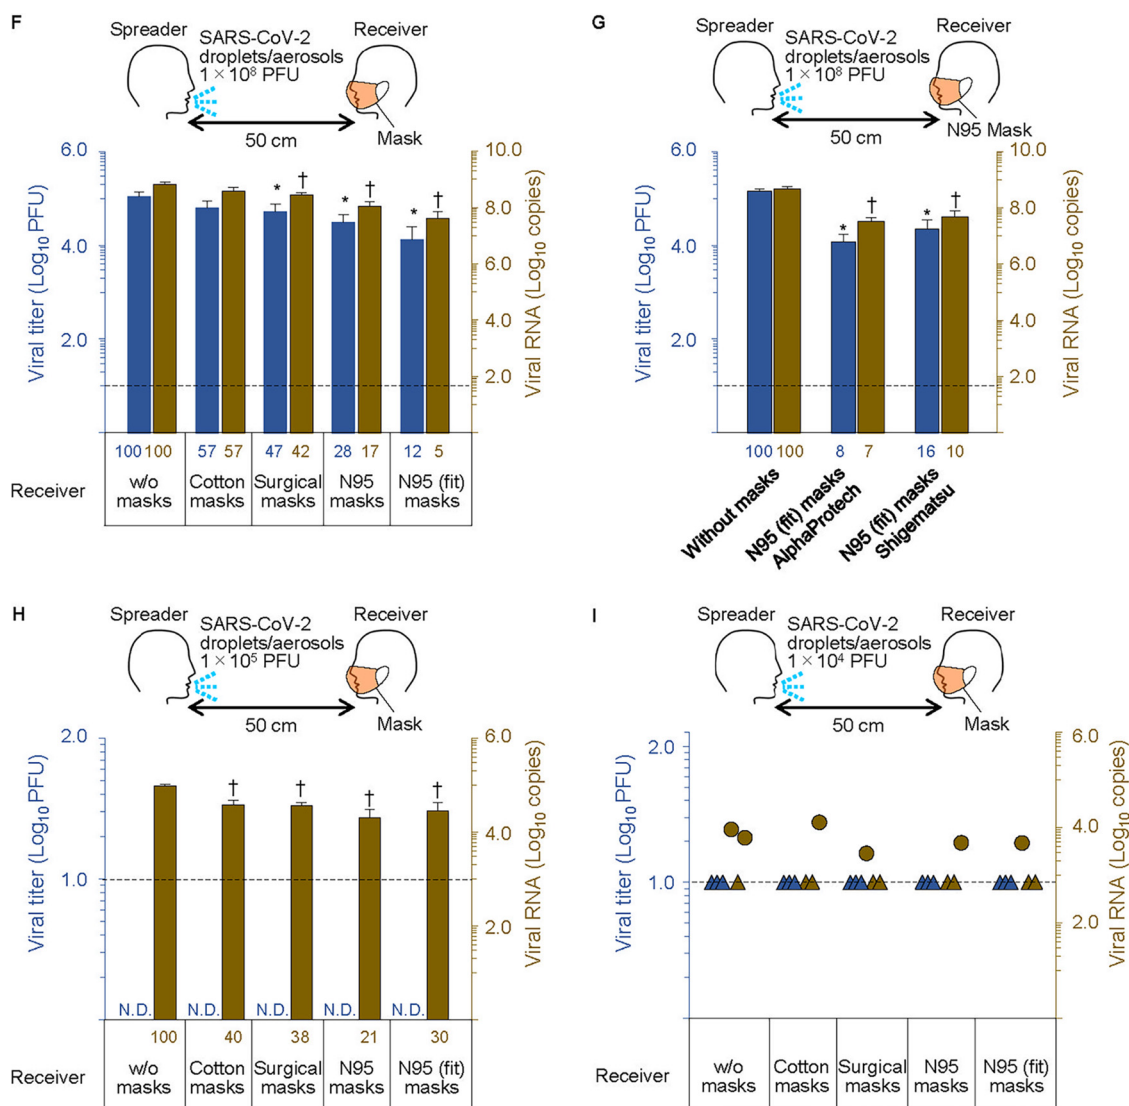 F
Spreader
SARS-CoV-2
droplets/aerosols
1 × 10⁸ PFU
Receiver
50 cm
Mask
Viral titer (Log₁₀ PFU)
6.0
4.0
2.0
Viral RNA (Log₁₀ copies)
10.0
8.0
6.0
4.0
2.0
* † * † * †
100 100 57 57 47 42 28 17 12 5
Receiver
w/o
masks
Cotton
masks
Surgical
masks
N95
masks
N95 (fit)
masks
G
Spreader
SARS-CoV-2
droplets/aerosols
1 × 10⁸ PFU
Receiver
50 cm
N95 Mask
Viral titer (Log₁₀ PFU)
6.0
4.0
2.0
Viral RNA (Log₁₀ copies)
10.0
8.0
6.0
4.0
2.0
* † * †
100 100 8 7 16 10
Without masks
N95 (fit) masks
AlphaProtech
N95 (fit) masks
Shigematsu
H
Spreader
SARS-CoV-2
droplets/aerosols
1 × 10⁵ PFU
Receiver
50 cm
Mask
Viral titer (Log₁₀ PFU)
2.0
1.0
Viral RNA (Log₁₀ copies)
6.0
4.0
2.0
† † † †
N.D. N.D. N.D. N.D. N.D.
100 40 38 21 30
Receiver
w/o
masks
Cotton
masks
Surgical
masks
N95
masks
N95 (fit)
masks
I
Spreader
SARS-CoV-2
droplets/aerosols
1 × 10⁴ PFU
Receiver
50 cm
Mask
Viral titer (Log₁₀ PFU)
2.0
1.0
Viral RNA (Log₁₀ copies)
6.0
4.0
2.0
Receiver
w/o
masks
Cotton
masks
Surgical
masks
N95
masks
N95 (fit)
masks